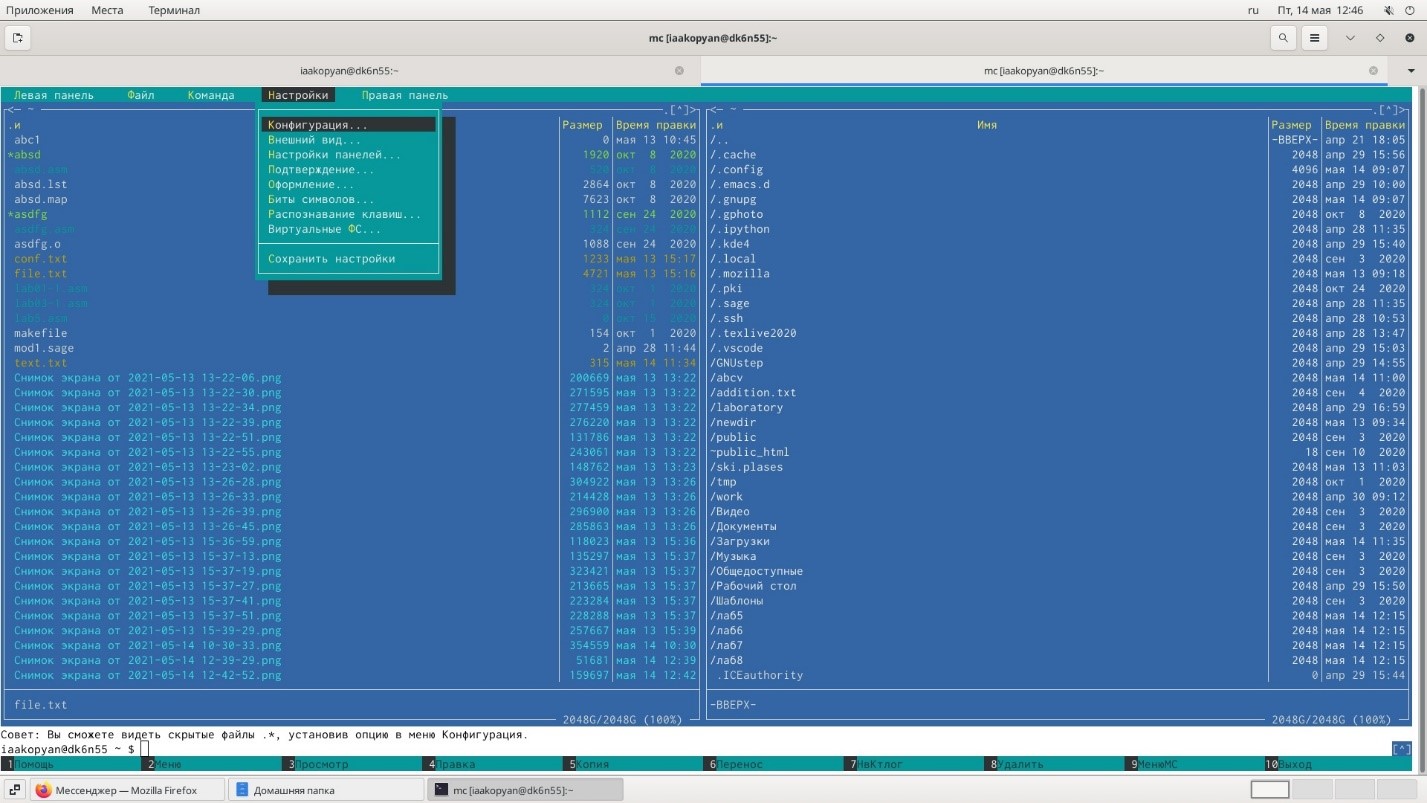 Приложения Места Терминал ru Пт, 14 мая 12:46
mc [iaakopyan@dk6n55]:~
iaakopyan@dk6n55:~ mc [iaakopyan@dk6n55]:~
Левая панель Файл Команда Настройки Правая панель
<— ~ .[^]>
.и Размер Время правки
abc1 0 мая 13 10:45
*absd 1920 окт 8 2020
absd.lst 2864 окт 8 2020
absd.map 7623 окт 8 2020
*asdfg 1112 сен 24 2020
asdfg.asm 324 сен 24 2020
asdfg.o 1088 сен 24 2020
conf.txt 1233 мая 13 15:17
file.txt 4721 мая 13 15:16
makefile 154 окт 1 2020
mod1.sage 2 апр 28 11:44
text.txt 315 мая 14 11:34
Снимок экрана от 2021-05-13 13-22-06.png 200669 мая 13 13:22
Снимок экрана от 2021-05-13 13-22-30.png 271595 мая 13 13:22
Снимок экрана от 2021-05-13 13-22-34.png 277459 мая 13 13:22
Снимок экрана от 2021-05-13 13-22-39.png 276220 мая 13 13:22
Снимок экрана от 2021-05-13 13-22-51.png 131786 мая 13 13:22
Снимок экрана от 2021-05-13 13-22-55.png 243061 мая 13 13:22
Снимок экрана от 2021-05-13 13-23-02.png 148762 мая 13 13:23
Снимок экрана от 2021-05-13 13-26-28.png 304922 мая 13 13:26
Снимок экрана от 2021-05-13 13-26-33.png 214428 мая 13 13:26
Снимок экрана от 2021-05-13 13-26-39.png 296900 мая 13 13:26
Снимок экрана от 2021-05-13 13-26-45.png 285863 мая 13 13:26
Снимок экрана от 2021-05-13 15-36-59.png 118023 мая 13 15:36
Снимок экрана от 2021-05-13 15-37-13.png 135297 мая 13 15:37
Снимок экрана от 2021-05-13 15-37-19.png 323421 мая 13 15:37
Снимок экрана от 2021-05-13 15-37-27.png 213665 мая 13 15:37
Снимок экрана от 2021-05-13 15-37-41.png 223284 мая 13 15:37
Снимок экрана от 2021-05-13 15-37-51.png 228288 мая 13 15:37
Снимок экрана от 2021-05-13 15-39-29.png 257667 мая 13 15:39
Снимок экрана от 2021-05-14 10-30-33.png 354559 мая 14 10:30
Снимок экрана от 2021-05-14 12-39-29.png 51681 мая 14 12:39
Снимок экрана от 2021-05-14 12-42-52.png 159697 мая 14 12:42
file.txt
2048G/2048G (100%)
Конфигурация...
Внешний вид...
Настройки панелей...
Подтверждение...
Оформление...
Биты символов...
Распознавание клавиш...
Виртуальные ФС...
Сохранить настройки
<— ~ .[^]>
.и Имя Размер Время правки
/.. -ВВЕРХ- апр 21 18:05
/.cache 2048 апр 29 15:56
/.config 4096 мая 14 09:07
/.emacs.d 2048 апр 29 10:00
/.gnupg 2048 мая 14 09:07
/.gphoto 2048 окт 8 2020
/.ipython 2048 апр 28 11:35
/.kde4 2048 апр 29 15:40
/.local 2048 сен 3 2020
/.mozilla 2048 мая 13 09:18
/.pki 2048 окт 24 2020
/.sage 2048 апр 28 11:35
/.ssh 2048 апр 28 10:53
/.texlive2020 2048 апр 28 13:47
/.vscode 2048 апр 29 15:03
/GNUstep 2048 апр 29 14:55
/abcv 2048 мая 14 11:00
/addition.txt 2048 сен 4 2020
/laboratory 2048 апр 29 16:59
/newdir 2048 мая 13 09:34
/public 2048 сен 3 2020
~public_html 18 сен 10 2020
/ski.plases 2048 мая 13 11:03
/tmp 2048 окт 1 2020
/work 2048 апр 30 09:12
/Видео 2048 сен 3 2020
/Документы 2048 сен 3 2020
/Загрузки 2048 мая 14 11:35
/Музыка 2048 сен 3 2020
/Общедоступные 2048 сен 3 2020
/Рабочий стол 2048 апр 29 15:50
/Шаблоны 2048 сен 3 2020
/лаб5 2048 мая 14 12:15
/лаб6 2048 мая 14 12:15
/лаб7 2048 мая 14 12:15
/лаб8 2048 мая 14 12:15
.ICEauthority 0 апр 29 15:44
-ВВЕРХ-
2048G/2048G (100%)
Совет: Вы сможете видеть скрытые файлы .*, установив опцию в меню Конфигурация.
iaakopyan@dk6n55 ~ $ [^]
1Помощь 2Меню 3Просмотр 4Правка 5Копия 6Перенос 7НвКтлог 8Удалить 9МенюМС 10Выход
Мессенджер — Mozilla Firefox Домашняя папка mc [iaakopyan@dk6n55]:~